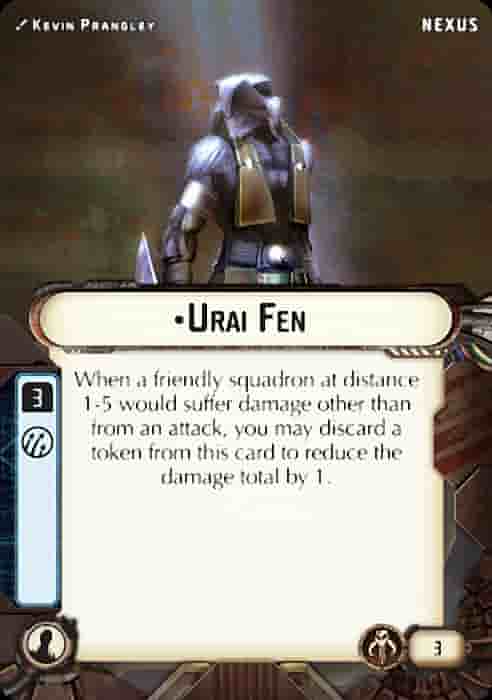 Kevin Prangley
NEXUS
•Urai Fen
3
When a friendly squadron at distance
1-5 would suffer damage other than
from an attack, you may discard a
token from this card to reduce the
damage total by 1.
3